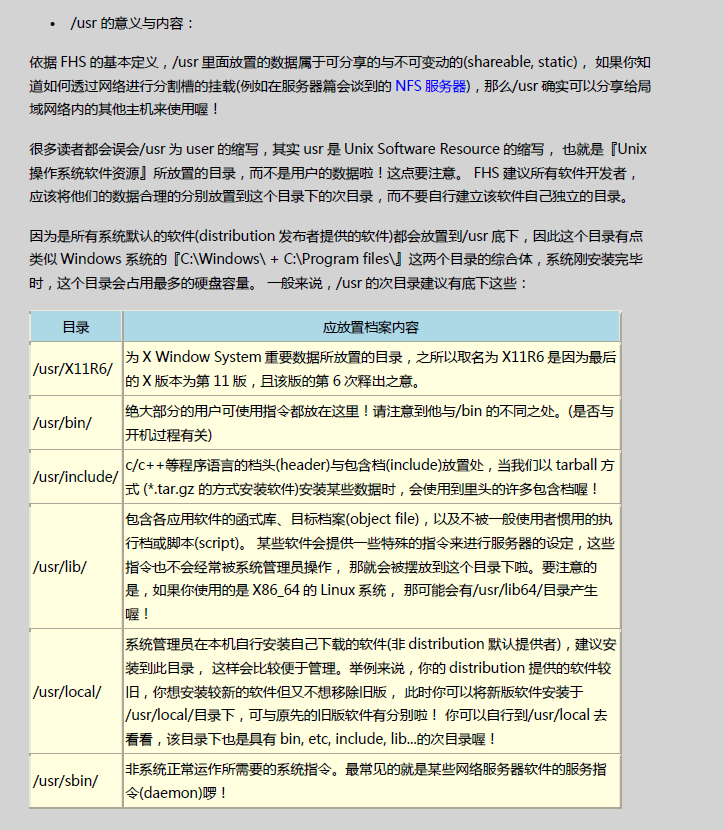 • /usr 的意义与内容：
依据 FHS 的基本定义，/usr 里面放置的数据属于可分享的与不可变动的(shareable, static)， 如果你知
道如何透过网络进行分割槽的挂载(例如在服务器篇会谈到的 NFS 服务器)，那么/usr 确实可以分享给局
域网络内的其他主机来使用喔！
很多读者都会误会/usr 为 user 的缩写，其实 usr 是 Unix Software Resource 的缩写， 也就是『Unix
操作系统软件资源』所放置的目录，而不是用户的数据啦！这点要注意。 FHS 建议所有软件开发者，
应该将他们的数据合理的分别放置到这个目录下的次目录，而不要自行建立该软件自己独立的目录。
因为是所有系统默认的软件(distribution 发布者提供的软件)都会放置到/usr 底下，因此这个目录有点
类似 Windows 系统的『C:\Windows\ + C:\Program files\』这两个目录的综合体，系统刚安装完毕
时，这个目录会占用最多的硬盘容量。 一般来说，/usr 的次目录建议有底下这些：
目录 应放置档案内容
/usr/X11R6/ 为 X Window System 重要数据所放置的目录，之所以取名为 X11R6 是因为最后
的 X 版本为第 11 版，且该版的第 6 次释出之意。
/usr/bin/ 绝大部分的用户可使用指令都放在这里！请注意到他与/bin 的不同之处。(是否与
开机过程有关)
/usr/include/ c/c++等程序语言的档头(header)与包含档(include)放置处，当我们以 tarball 方
式 (*.tar.gz 的方式安装软件)安装某些数据时，会使用到里头的许多包含档喔！
/usr/lib/ 包含各应用软件的函式库、目标档案(object file)，以及不被一般使用者惯用的执
行档或脚本(script)。 某些软件会提供一些特殊的指令来进行服务器的设定，这些
指令也不会经常被系统管理员操作， 那就会被摆放到这个目录下啦。要注意的
是，如果你使用的是 X86_64 的 Linux 系统， 那可能会有/usr/lib64/目录产生
喔！
/usr/local/ 系统管理员在本机自行安装自己下载的软件(非 distribution 默认提供者)，建议安
装到此目录， 这样会比较便于管理。举例来说，你的 distribution 提供的软件较
旧，你想安装较新的软件但又不想移除旧版， 此时你可以将新版软件安装于
/usr/local/目录下，可与原先的旧版软件有分别啦！ 你可以自行到/usr/local 去
看看，该目录下也是具有 bin, etc, include, lib...的次目录喔！
/usr/sbin/ 非系统正常运作所需要的系统指令。最常见的就是某些网络服务器软件的服务指
令(daemon)啰！